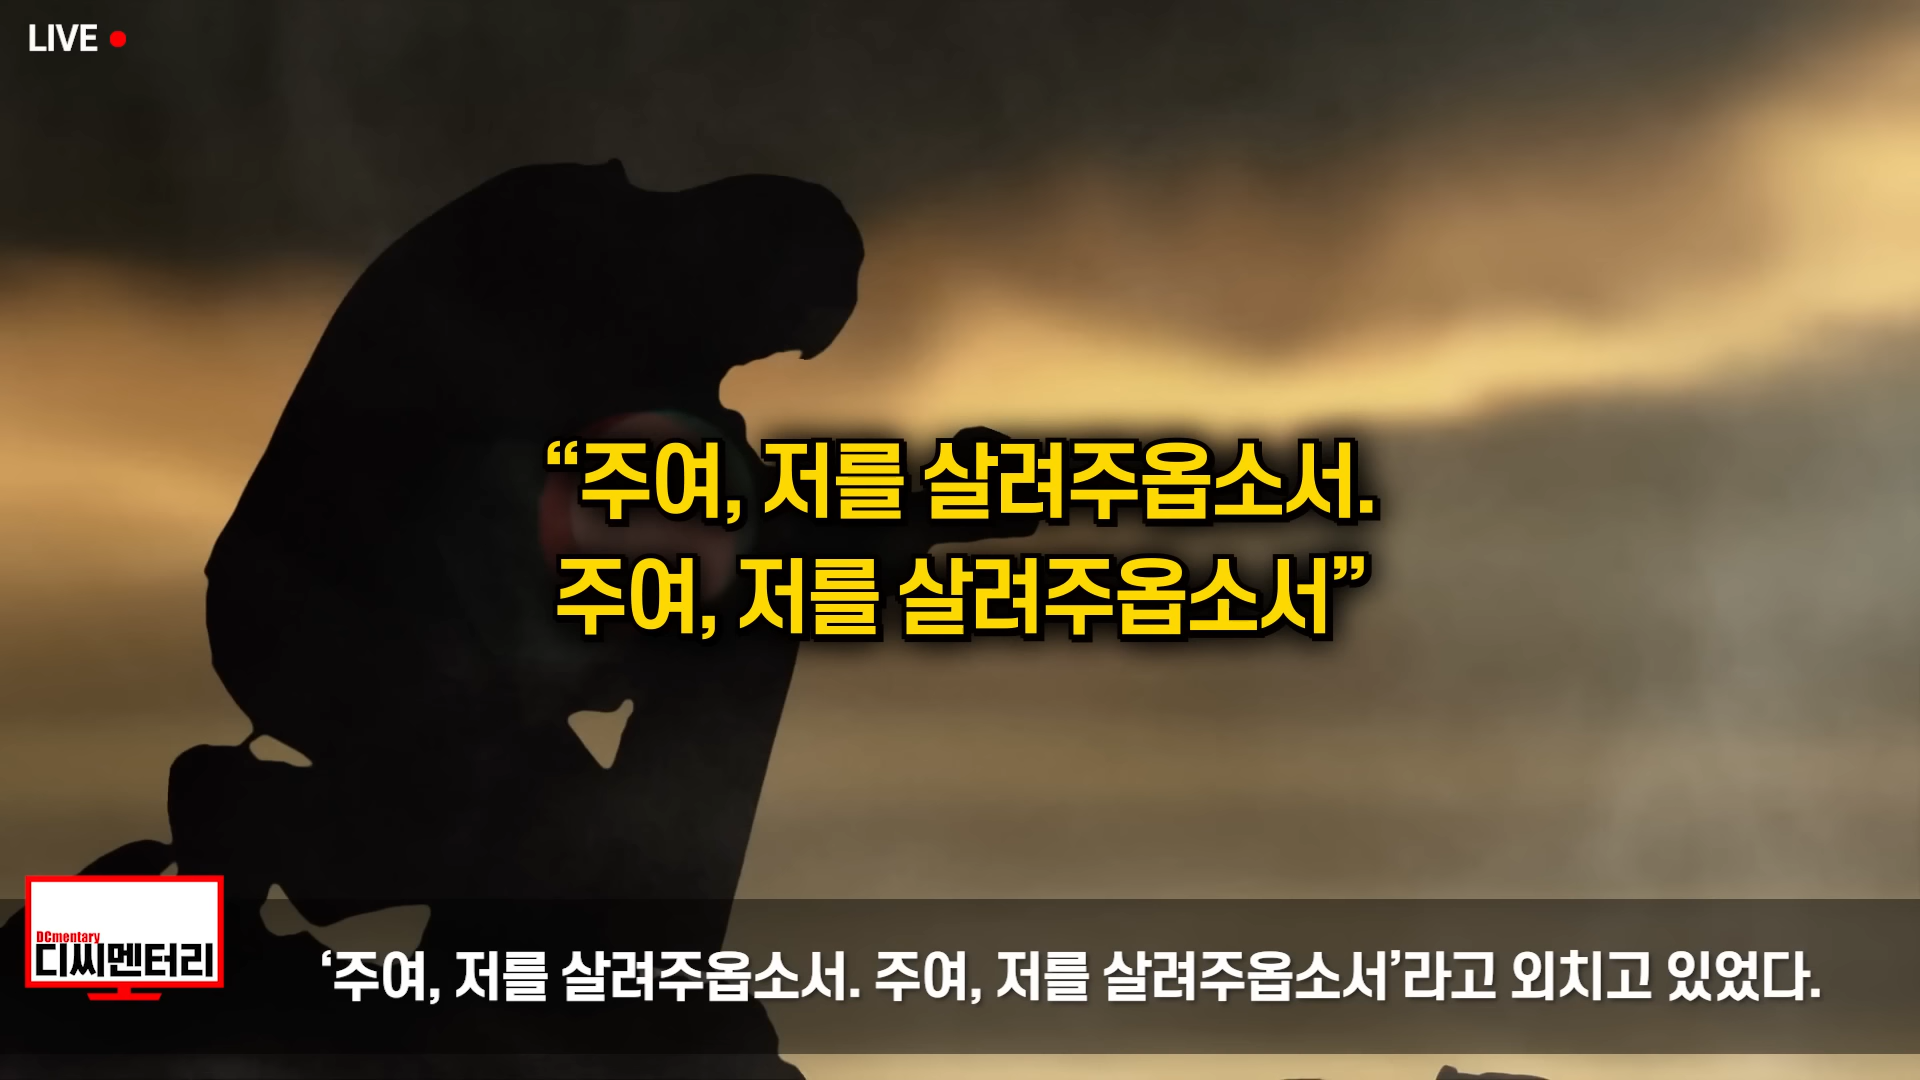 LIVE
“주여, 저를 살려주옵소서.
주여, 저를 살려주옵소서”
DCmentary
디씨멘터리
‘주여, 저를 살려주옵소서. 주여, 저를 살려주옵소서’라고 외치고 있었다.